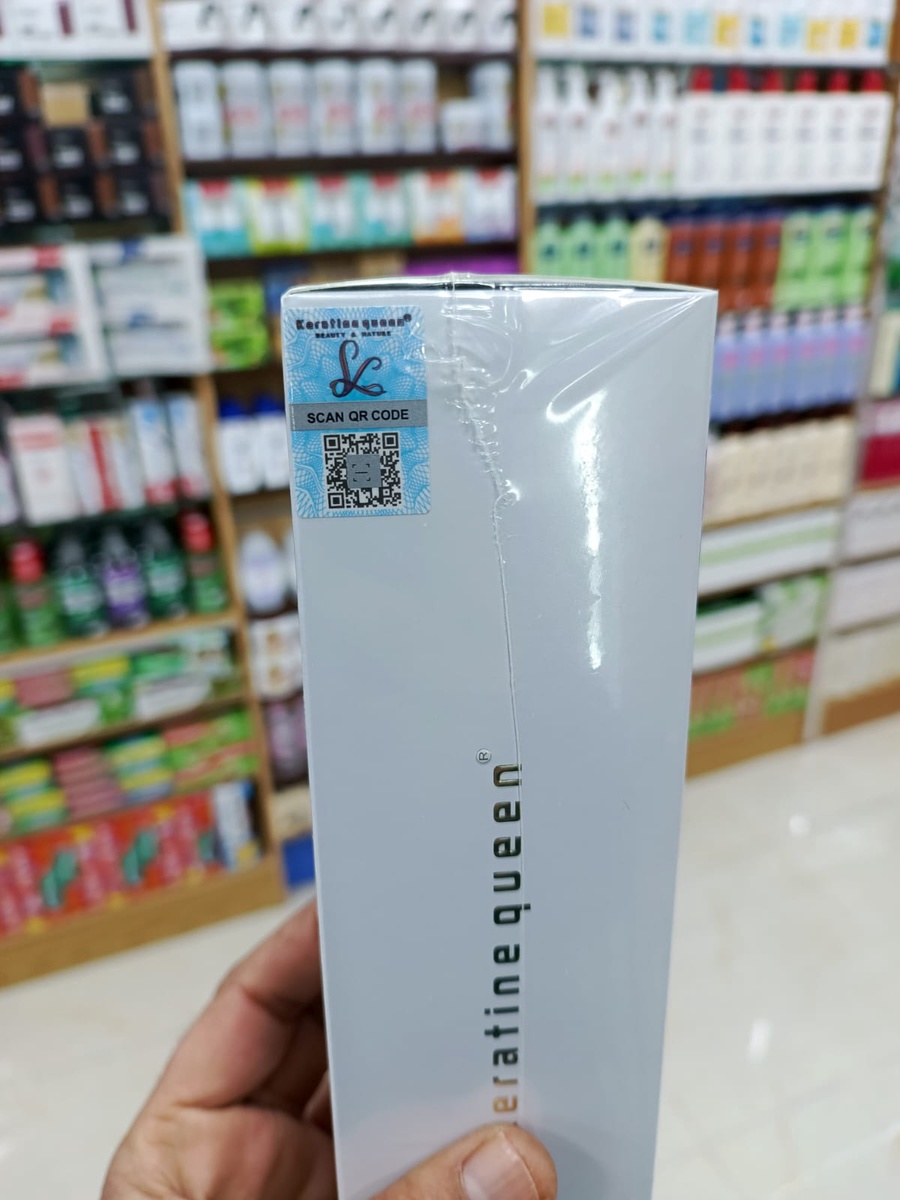 Keratine queen®
BEAUTY & NATURE
SCAN QR CODE
eratine queen®